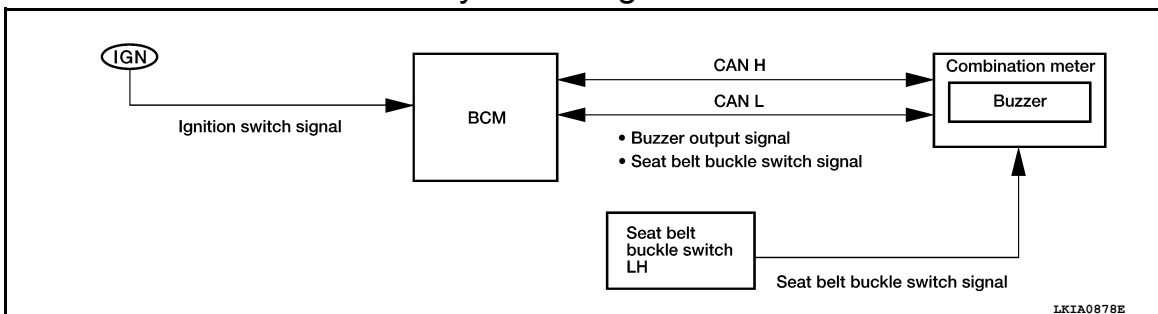 IGN
Ignition switch signal
BCM
CAN H
CAN L
• Buzzer output signal
• Seat belt buckle switch signal
Combination meter
Buzzer
Seat belt
buckle switch
LH
Seat belt buckle switch signal
LKIA0878E